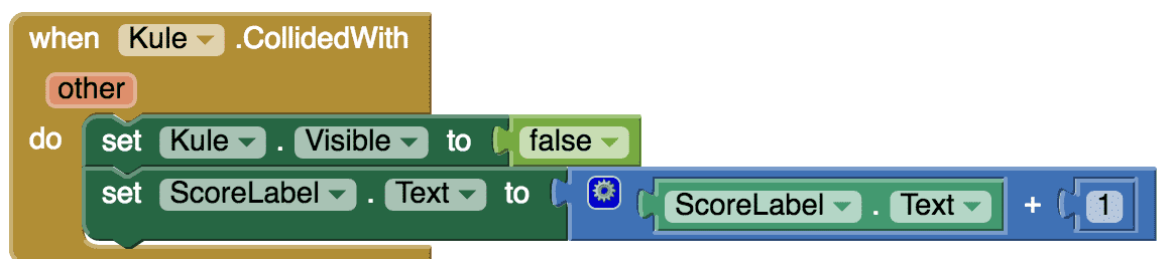 when Kule .CollidedWith
other
do set Kule . Visible to false
set ScoreLabel . Text to ScoreLabel . Text + 1